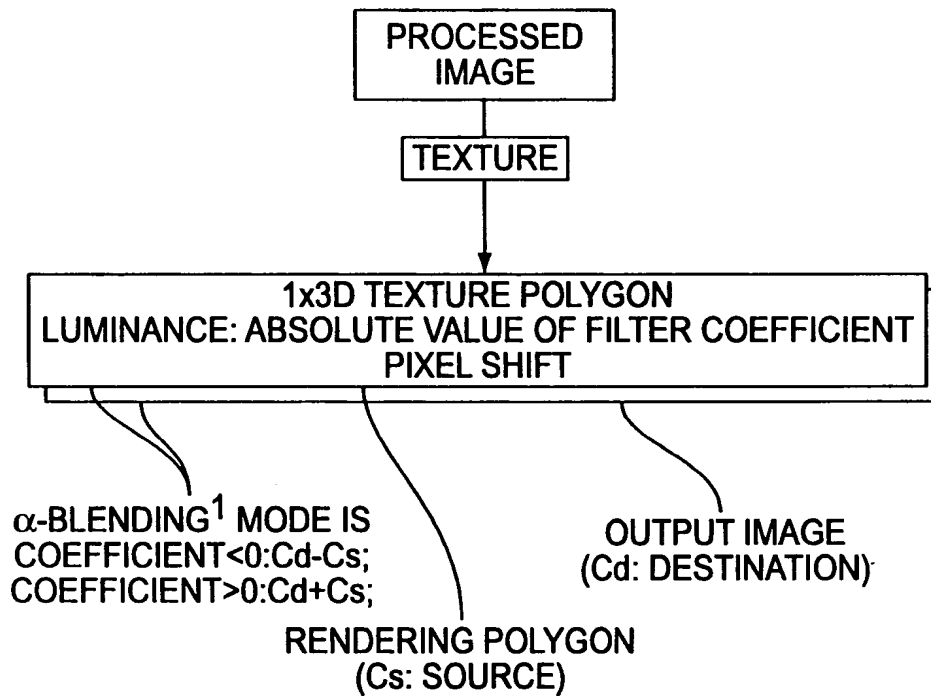 PROCESSED
IMAGE
TEXTURE
1x3D TEXTURE POLYGON
LUMINANCE: ABSOLUTE VALUE OF FILTER COEFFICIENT
PIXEL SHIFT
α-BLENDING¹ MODE IS
COEFFICIENT<0:Cd-Cs;
COEFFICIENT>0:Cd+Cs;
OUTPUT IMAGE
(Cd: DESTINATION)
RENDERING POLYGON
(Cs: SOURCE)